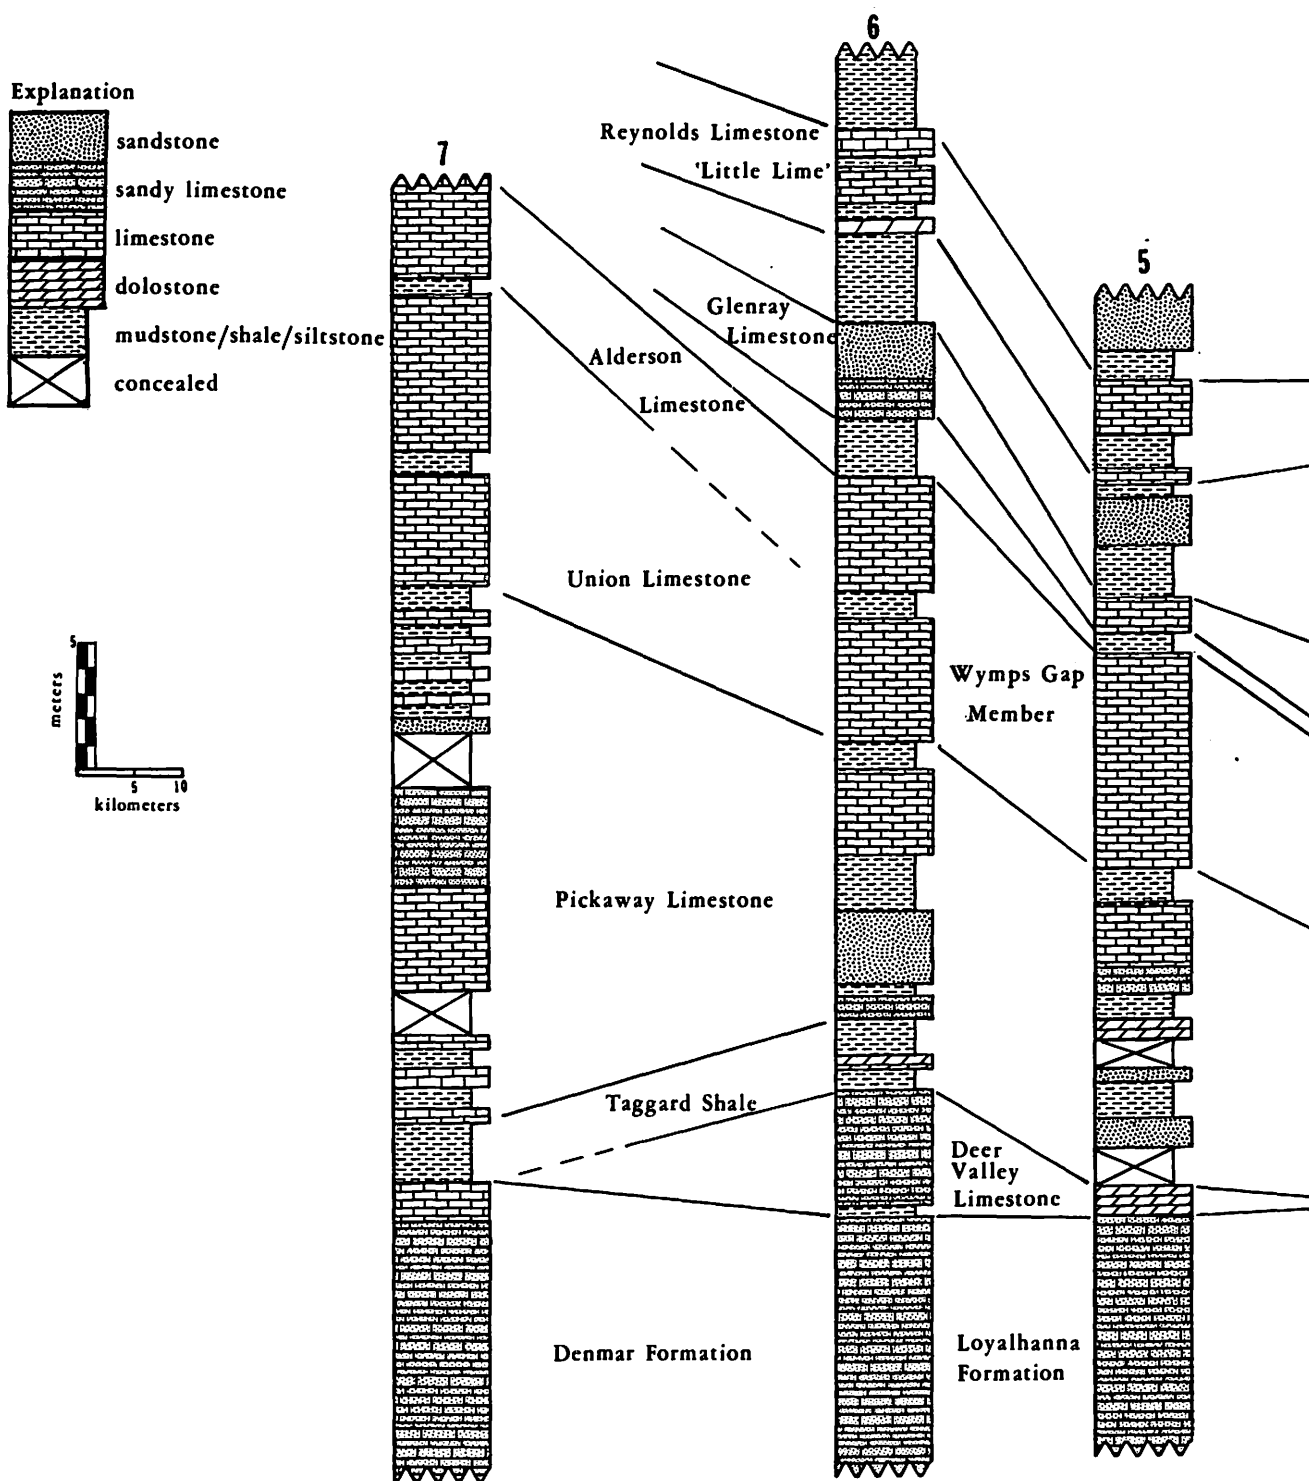 Explanation
sandstone
sandy limestone
limestone
dolostone
mudstone/shale/siltstone
concealed
5
meters
5 10
kilometers
7
6
5
Reynolds Limestone
'Little Lime'
Glenray
Limestone
Alderson
Limestone
Union Limestone
Wymps Gap
Member
Pickaway Limestone
Taggard Shale
Deer
Valley
Limestone
Denmar Formation
Loyalhanna
Formation